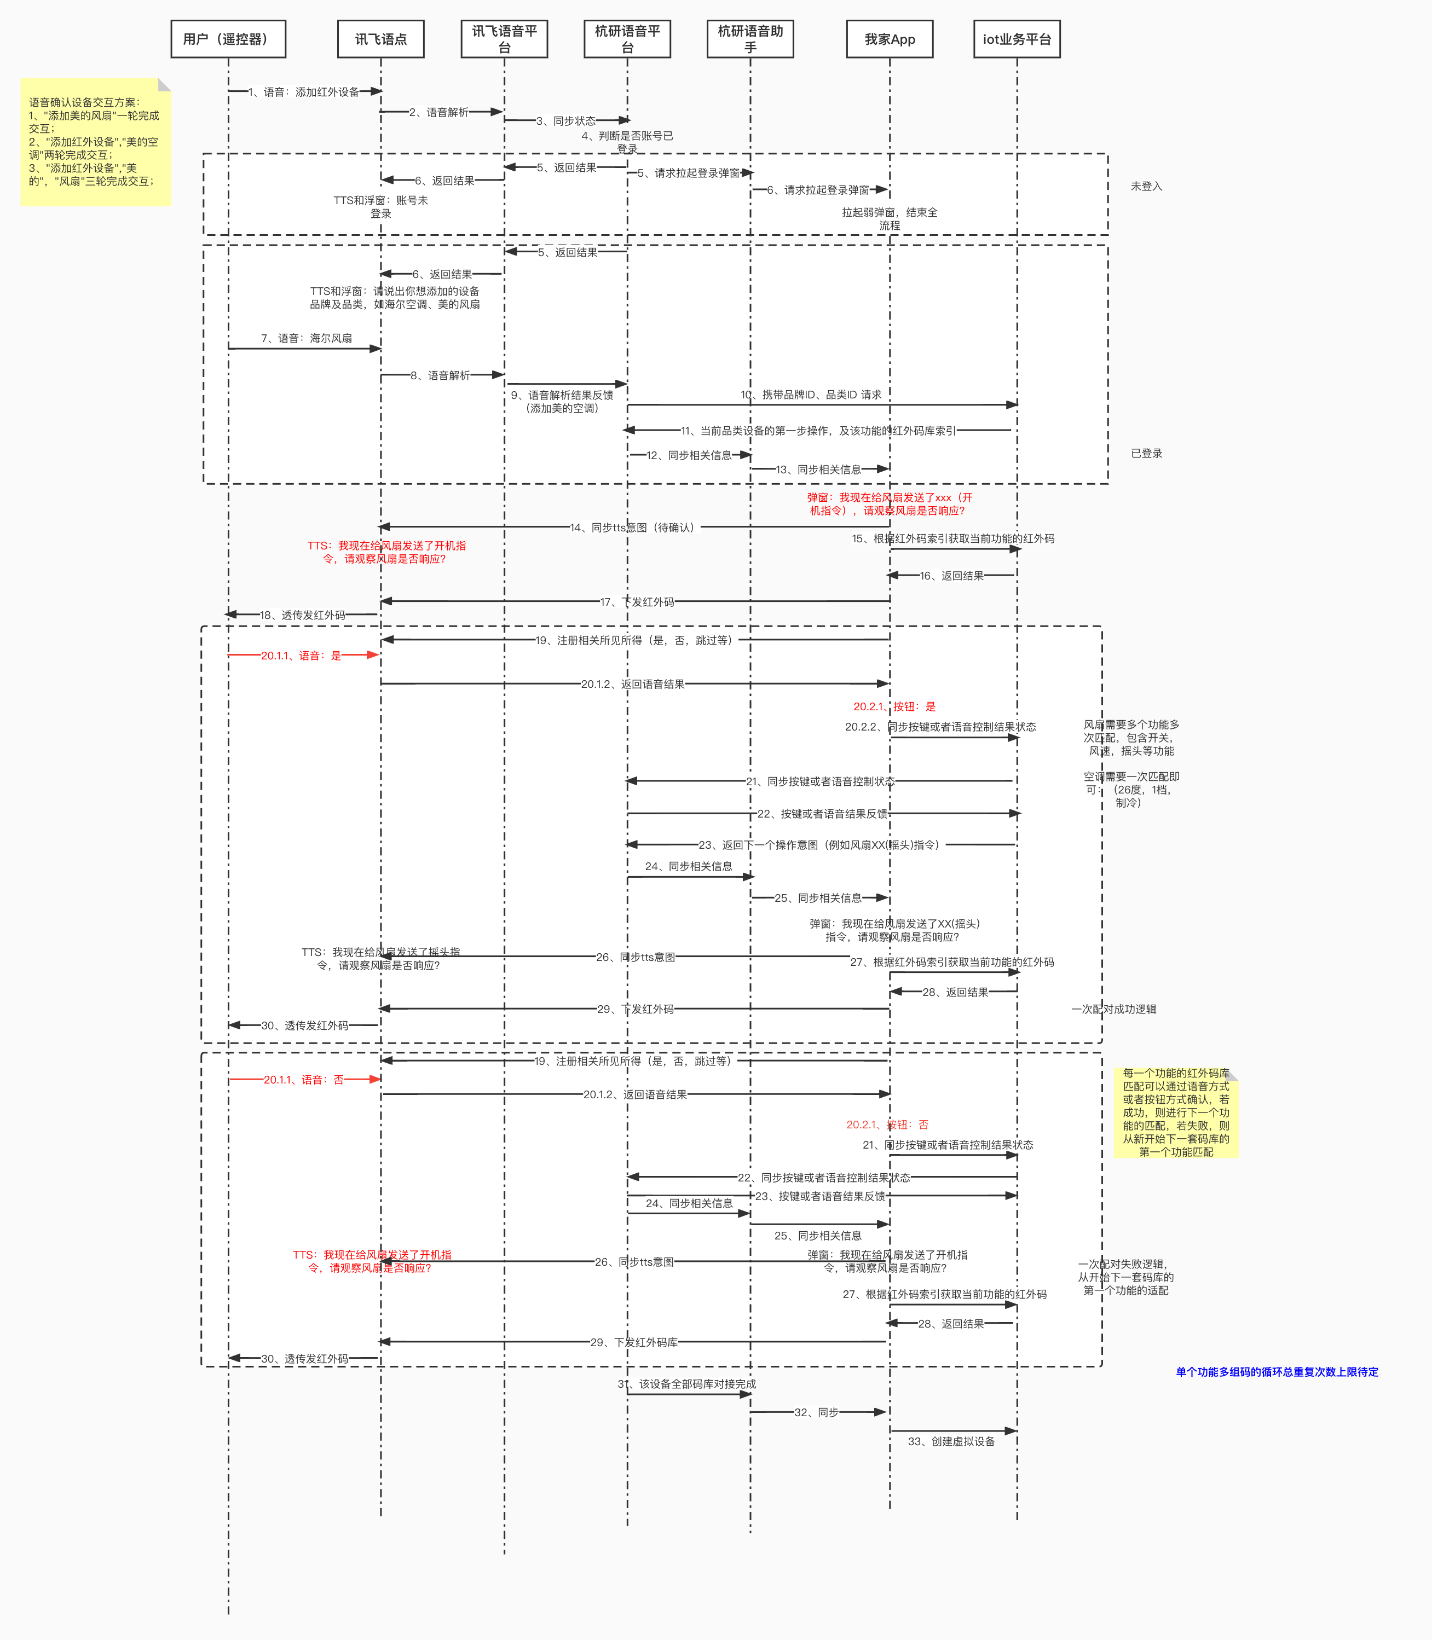 用户（遥控器）
讯飞语点
讯飞语音平
台
杭研语音平
台
杭研语音助
手
我家App
iot业务平台
语音确认设备交互方案：
1、"添加美的风扇"一轮完成
交互；
2、"添加红外设备","美的空
调"两轮完成交互；
3、"添加红外设备","美
的"，"风扇"三轮完成交互；
1、语音：添加红外设备
2、语音解析
3、同步状态
4、判断是否账号已
登录
5、返回结果
5、请求拉起登录弹窗
6、返回结果
6、请求拉起登录弹窗
未登入
TTS和浮窗：账号未
登录
拉起弱弹窗，结束全
流程
5、返回结果
6、返回结果
TTS和浮窗：请说出你想添加的设备
品牌及品类，如海尔空调、美的风扇
7、语音：海尔风扇
8、语音解析
9、语音解析结果反馈
（添加美的空调）
10、携带品牌ID、品类ID 请求
11、当前品类设备的第一步操作，及该功能的红外码库索引
12、同步相关信息
13、同步相关信息
已登录
弹窗：我现在给风扇发送了xxx（开
机指令），请观察风扇是否响应？
14、同步tts意图（待确认）
15、根据红外码索引获取当前功能的红外码
TTS：我现在给风扇发送了开机指
令，请观察风扇是否响应？
16、返回结果
17、下发红外码
18、透传发红外码
19、注册相关所见所得（是，否，跳过等）
20.1.1、语音：是
20.1.2、返回语音结果
20.2.1、按钮：是
20.2.2、同步按键或者语音控制结果状态
风扇需要多个功能多
次匹配，包含开关，
风速，摇头等功能
空调需要一次匹配即
可：（26度，1档，
制冷）
21、同步按键或者语音控制状态
22、按键或者语音结果反馈
23、返回下一个操作意图（例如风扇XX(摇头)指令）
24、同步相关信息
25、同步相关信息
弹窗：我现在给风扇发送了XX(摇头)
指令，请观察风扇是否响应？
TTS：我现在给风扇发送了摇头指
令，请观察风扇是否响应？
26、同步tts意图
27、根据红外码索引获取当前功能的红外码
28、返回结果
29、下发红外码
一次配对成功逻辑
30、透传发红外码
19、注册相关所见所得（是，否，跳过等）
20.1.1、语音：否
20.1.2、返回语音结果
每一个功能的红外码库
匹配可以通过语音方式
或者按钮方式确认，若
成功，则进行下一个功
能的匹配，若失败，则
从新开始下一套码库的
第一个功能匹配
20.2.1、按钮：否
21、同步按键或者语音控制结果状态
22、同步按键或者语音控制结果状态
23、按键或者语音结果反馈
24、同步相关信息
25、同步相关信息
TTS：我现在给风扇发送了开机指
令，请观察风扇是否响应？
26、同步tts意图
弹窗：我现在给风扇发送了开机指
令，请观察风扇是否响应？
一次配对失败逻辑，
从开始下一套码库的
第一个功能的适配
27、根据红外码索引获取当前功能的红外码
28、返回结果
29、下发红外码库
30、透传发红外码
单个功能多组码的循环总重复次数上限待定
31、该设备全部码库对接完成
32、同步
33、创建虚拟设备